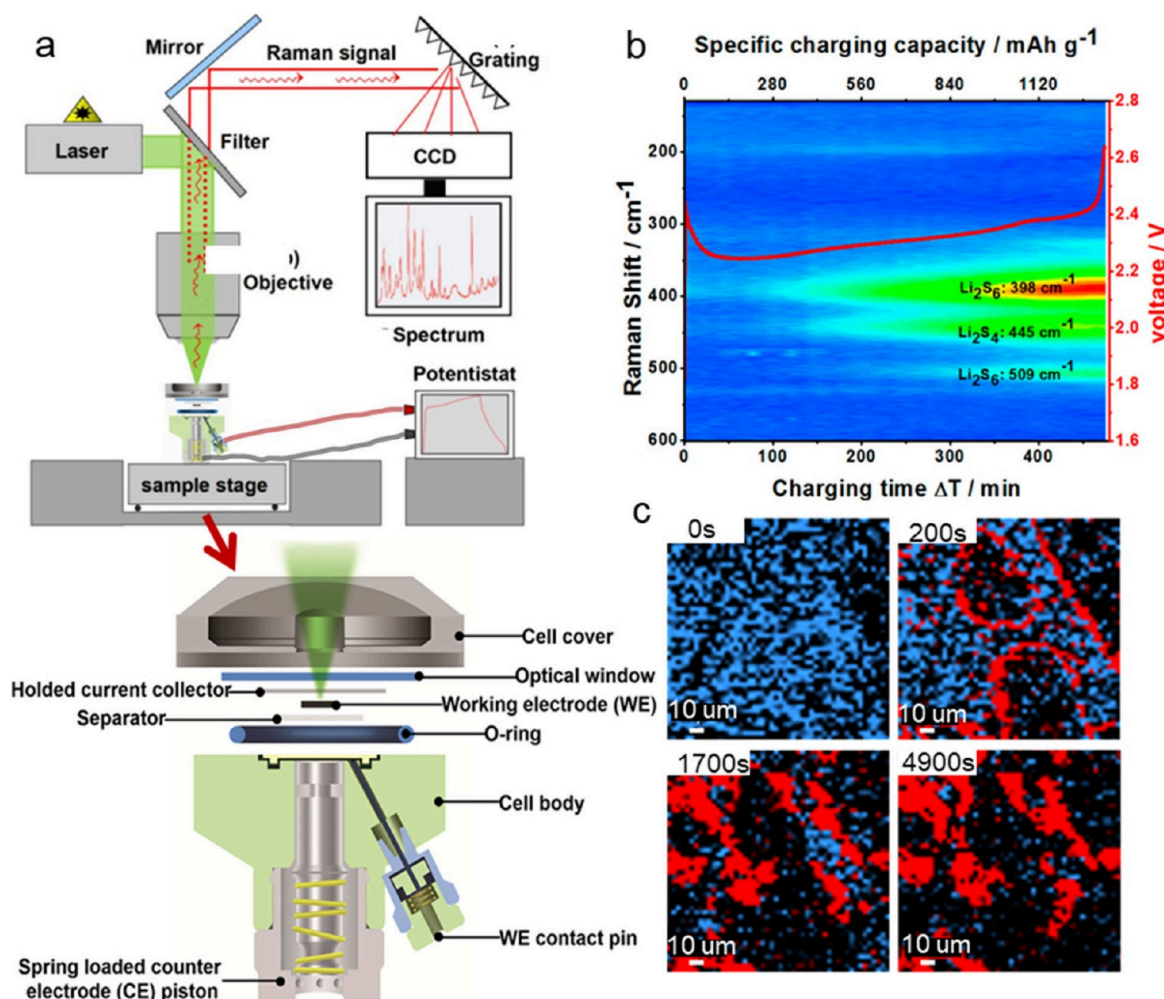 a
Mirror
Raman signal
Grating
Laser
Filter
CCD
Objective
Spectrum
Potentistat
sample stage
Cell cover
Optical window
Holded current collector
Working electrode (WE)
Separator
O-ring
Cell body
WE contact pin
Spring loaded counter
electrode (CE) piston
b
Specific charging capacity / mAh g⁻¹
0 280 560 840 1120
Raman Shift / cm⁻¹
200
300
400
500
600
2.8
2.6
2.4
2.2
2.0
1.8
1.6
voltage / V
Li₂S₆: 398 cm⁻¹
Li₂S₄: 445 cm⁻¹
Li₂S₆: 509 cm⁻¹
0 100 200 300 400
Charging time ΔT / min
c
0s
10 um
200s
10 um
1700s
10 um
4900s
10 um